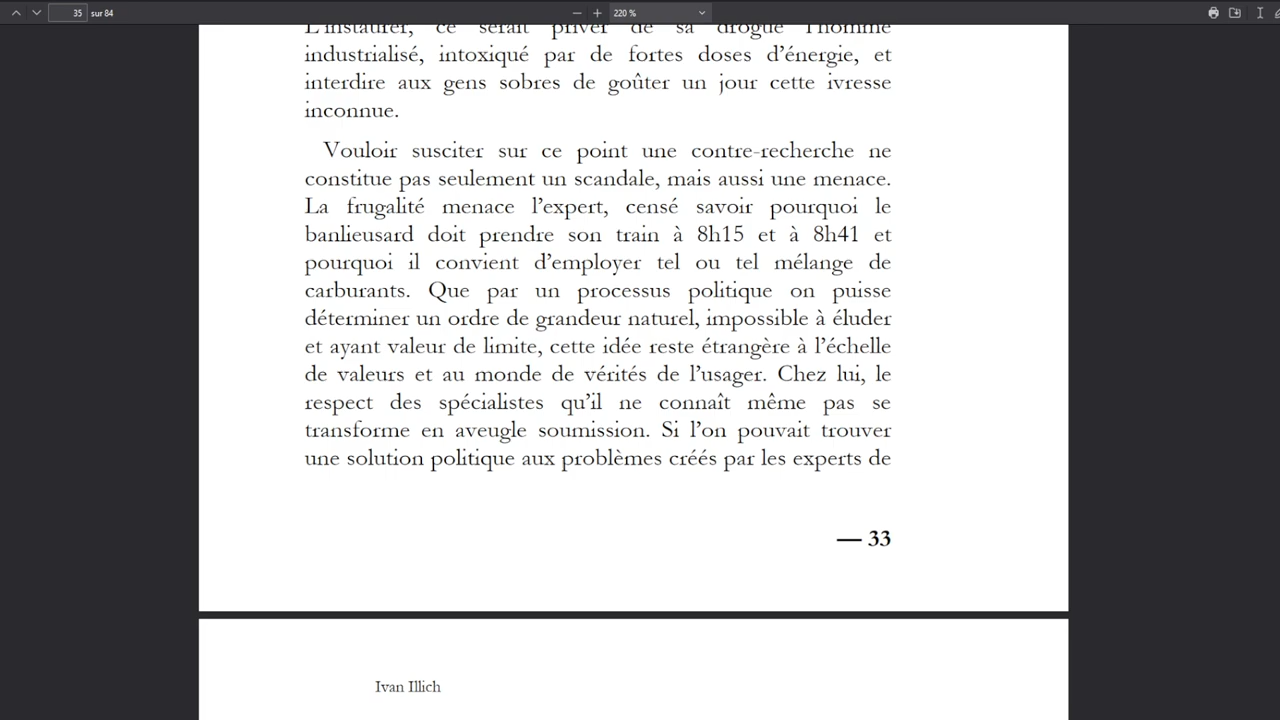 35 sur 84
220 %
L'instaurer, ce serait priver de sa drogue l'homme
industrialisé, intoxiqué par de fortes doses d'énergie, et
interdire aux gens sobres de goûter un jour cette ivresse
inconnue.
Vouloir susciter sur ce point une contre-recherche ne
constitue pas seulement un scandale, mais aussi une menace.
La frugalité menace l'expert, censé savoir pourquoi le
banlieusard doit prendre son train à 8h15 et à 8h41 et
pourquoi il convient d'employer tel ou tel mélange de
carburants. Que par un processus politique on puisse
déterminer un ordre de grandeur naturel, impossible à éluder
et ayant valeur de limite, cette idée reste étrangère à l'échelle
de valeurs et au monde de vérités de l'usager. Chez lui, le
respect des spécialistes qu'il ne connaît même pas se
transforme en aveugle soumission. Si l'on pouvait trouver
une solution politique aux problèmes créés par les experts de
— 33
Ivan Illich